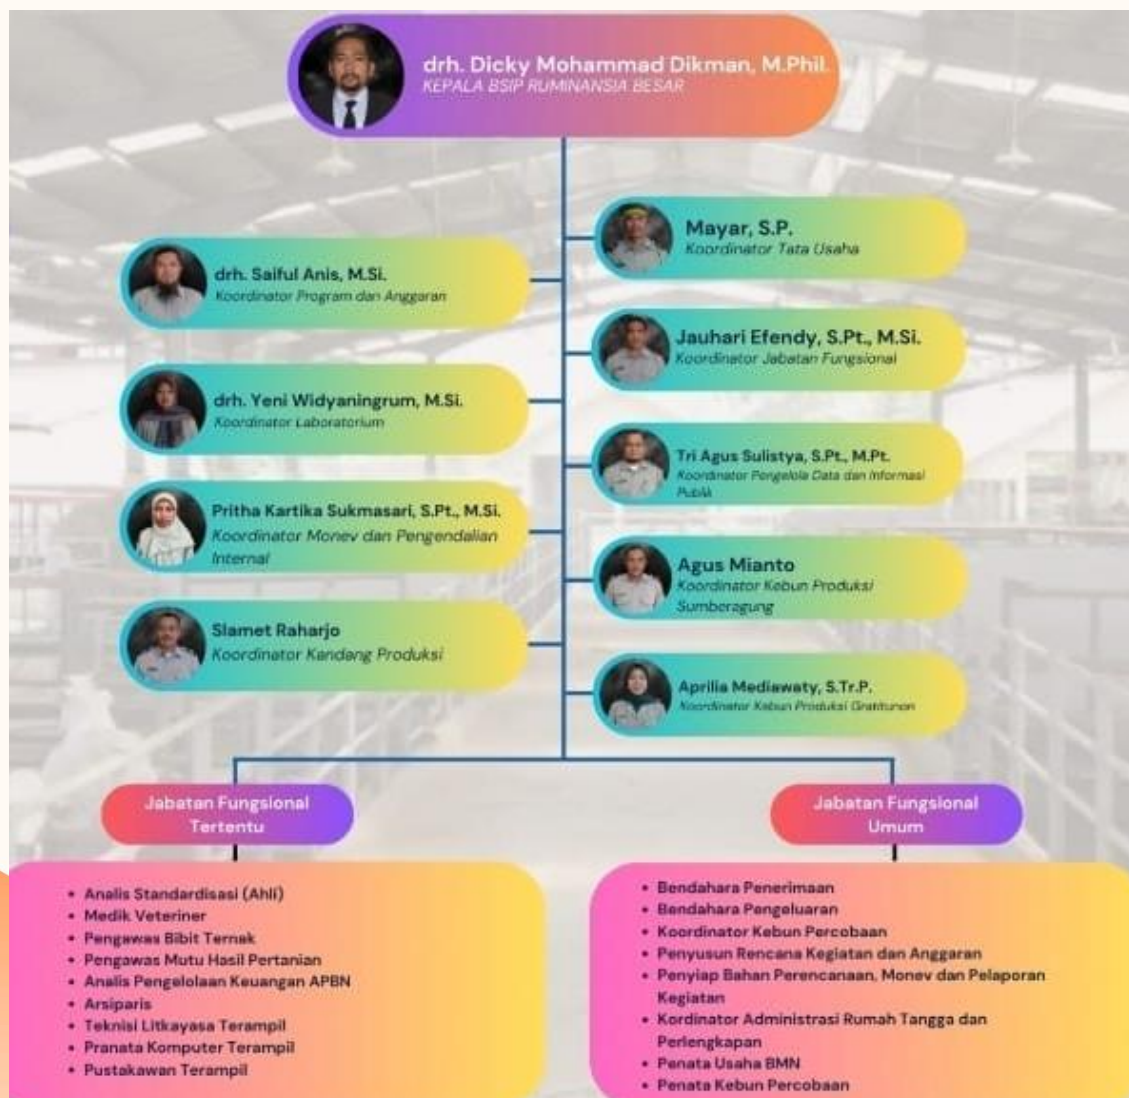 drh. Dicky Mohammad Dikman, M.Phil.
KEPALA BSIP RUMINANSIA BESAR
Mayar, S.P.
Koordinator Tata Usaha
drh. Saiful Anis, M.Si.
Koordinator Program dan Anggaran
Jauhari Efendy, S.Pt., M.Si.
Koordinator Jabatan Fungsional
drh. Yeni Widyaningrum, M.Si.
Koordinator Laboratorium
Tri Agus Sulistya, S.Pt., M.Pt.
Koordinator Pengelola Data dan Informasi
Publik
Pritha Kartika Sukmasari, S.Pt., M.Si.
Koordinator Monev dan Pengendalian
Internal
Agus Mianto
Koordinator Kebun Produksi
Sumberagung
Slamet Raharjo
Koordinator Kandang Produksi
Aprilia Mediawaty, S.Tr.P.
Koordinator Kebun Produksi Gratitunon
Jabatan Fungsional
Tertentu
Analis Standardisasi (Ahli)
Medik Veteriner
Pengawas Bibit Ternak
Pengawas Mutu Hasil Pertanian
Analis Pengelolaan Keuangan APBN
Arsiparis
Teknisi Litkayasa Terampil
Pranata Komputer Terampil
Pustakawan Terampil
Jabatan Fungsional
Umum
Bendahara Penerimaan
Bendahara Pengeluaran
Koordinator Kebun Percobaan
Penyusun Rencana Kegiatan dan Anggaran
Penyiap Bahan Perencanaan, Monev dan Pelaporan
Kegiatan
Kordinator Administrasi Rumah Tangga dan
Perlengkapan
Penata Usaha BMN
Penata Kebun Percobaan